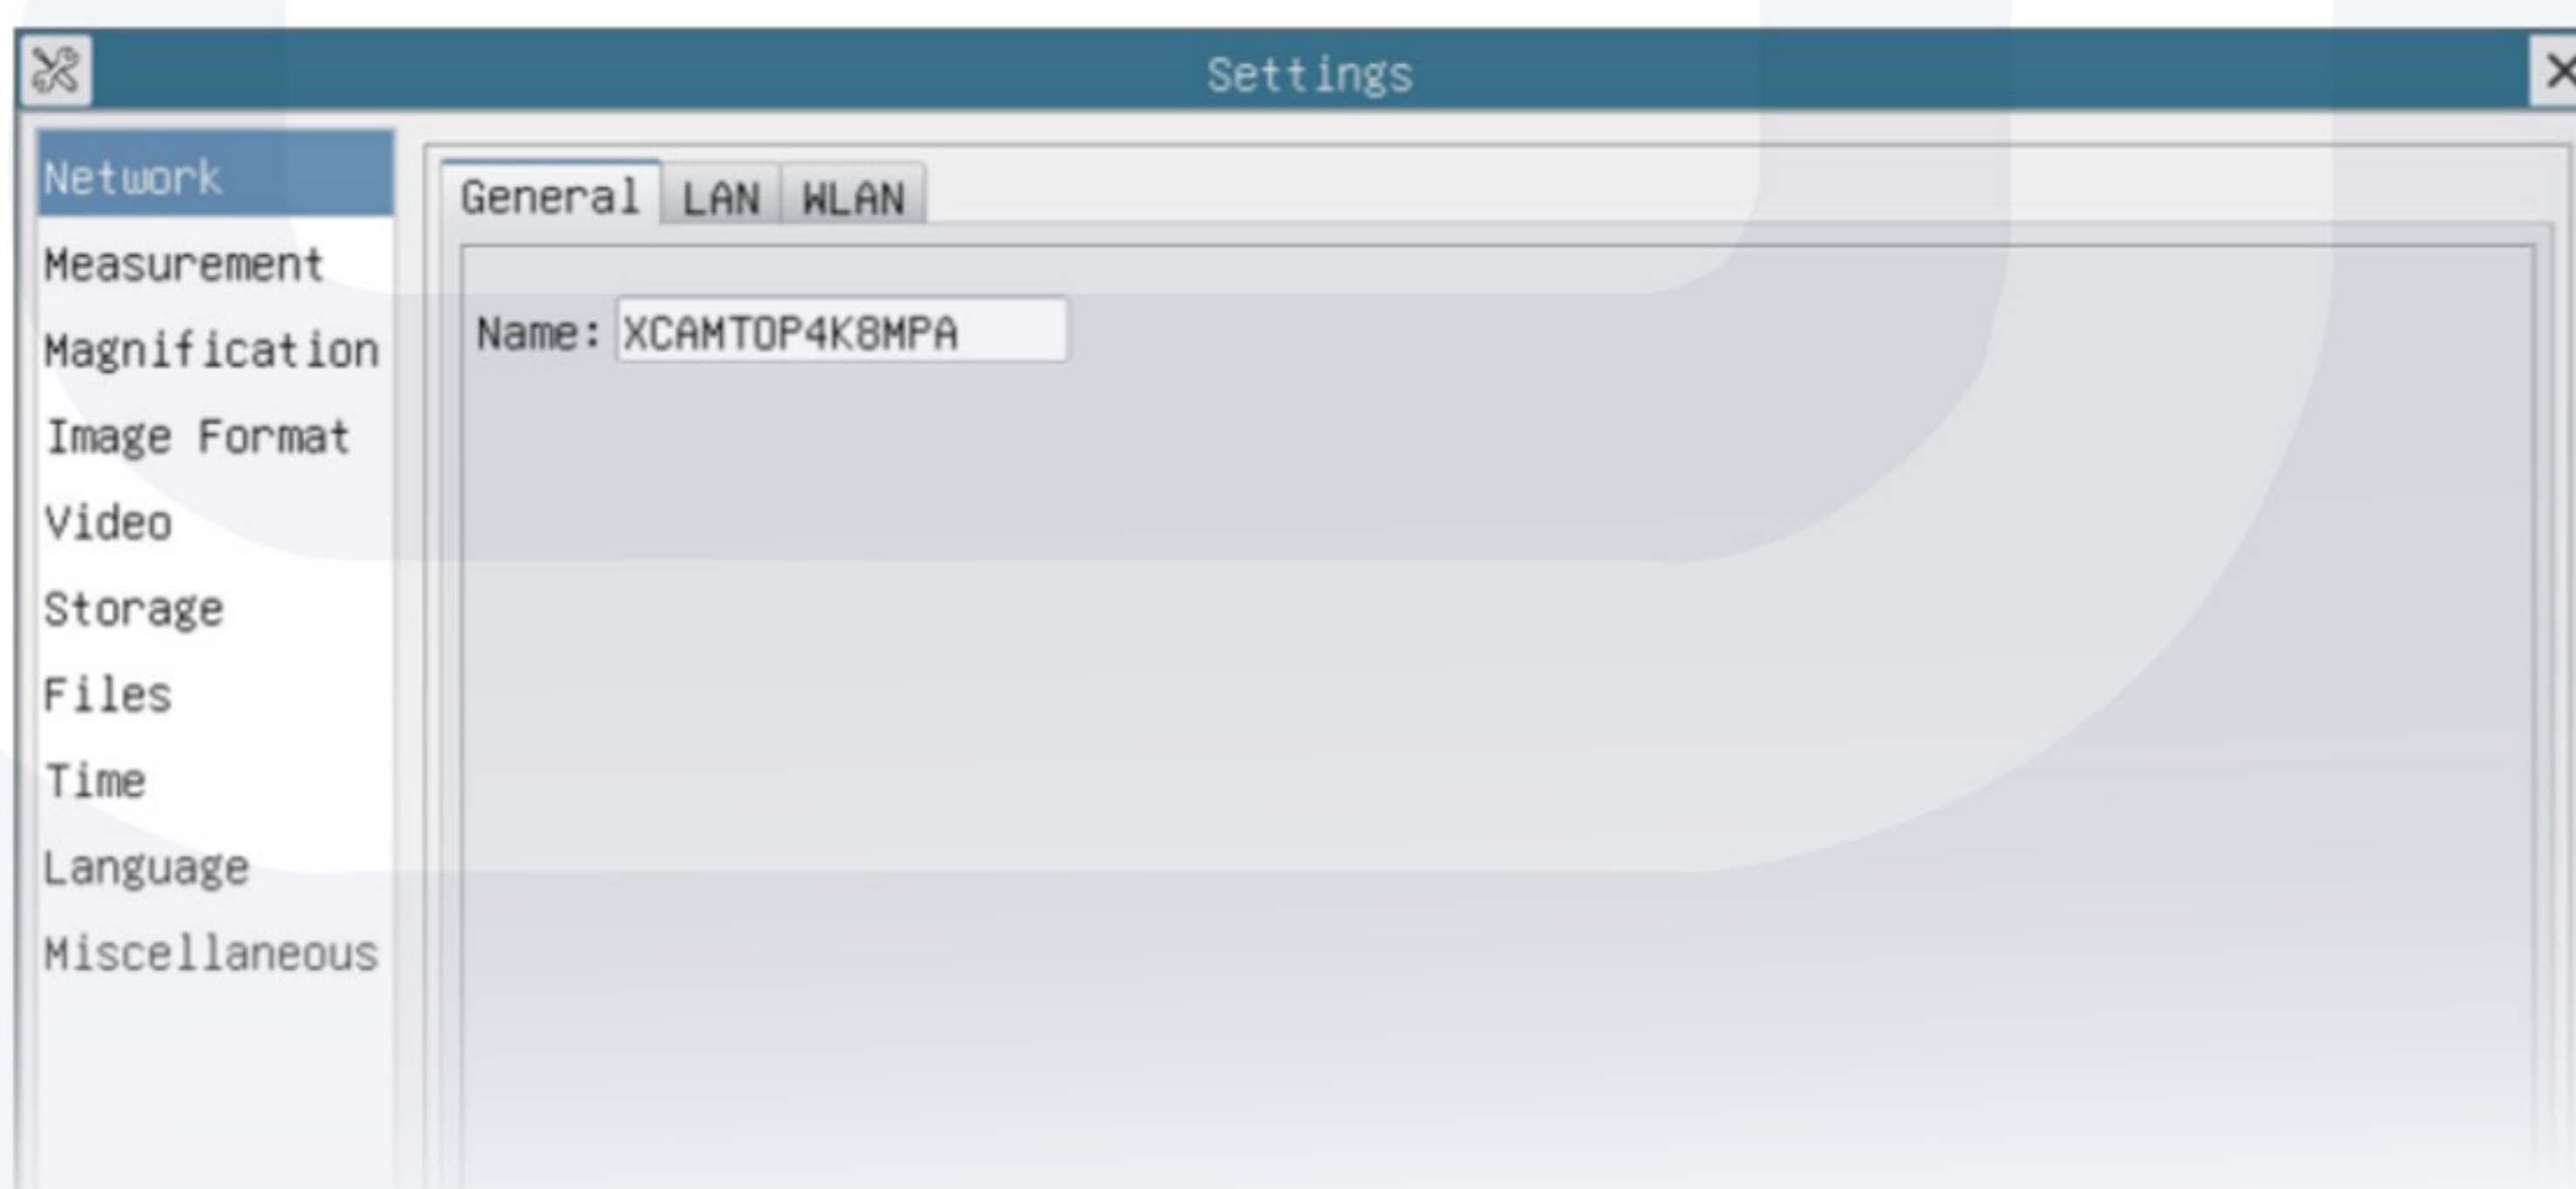 Settings
Network
Measurement
Magnification
Image Format
Video
Storage
Files
Time
Language
Miscellaneous
General LAN WLAN
Name: XCAMTOP4K8MPA